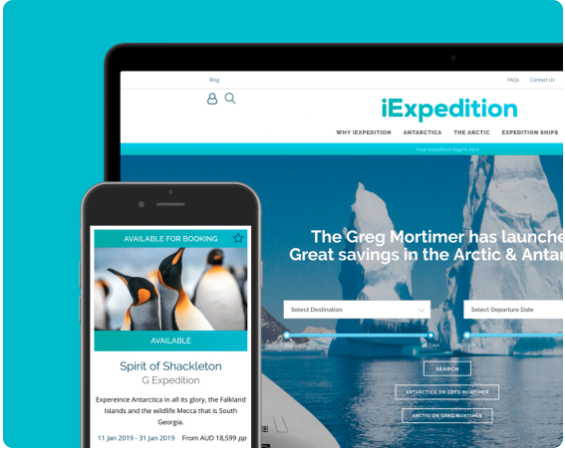 Blog
FAQs
Contact Us
iExpedition
WHY IEXPEDITION
ANTARCTICA
THE ARCTIC
EXPEDITION SHIPS
Your expedition begins here
The Greg Mortimer has launche
Great savings in the Arctic & Antar
Select Destination
Select Departure Date
SEARCH
ANTARCTICA ON GREG MORTIMER
ARCTIC ON GREG MORTIMER
AVAILABLE FOR BOOKING
AVAILABLE
Spirit of Shackleton
G Expedition
Expereince Antarctica in all its glory, the Falkland
Islands and the wildlife Mecca that is South
Georgia.
11 Jan 2019 - 31 Jan 2019 From AUD 18,599 pp